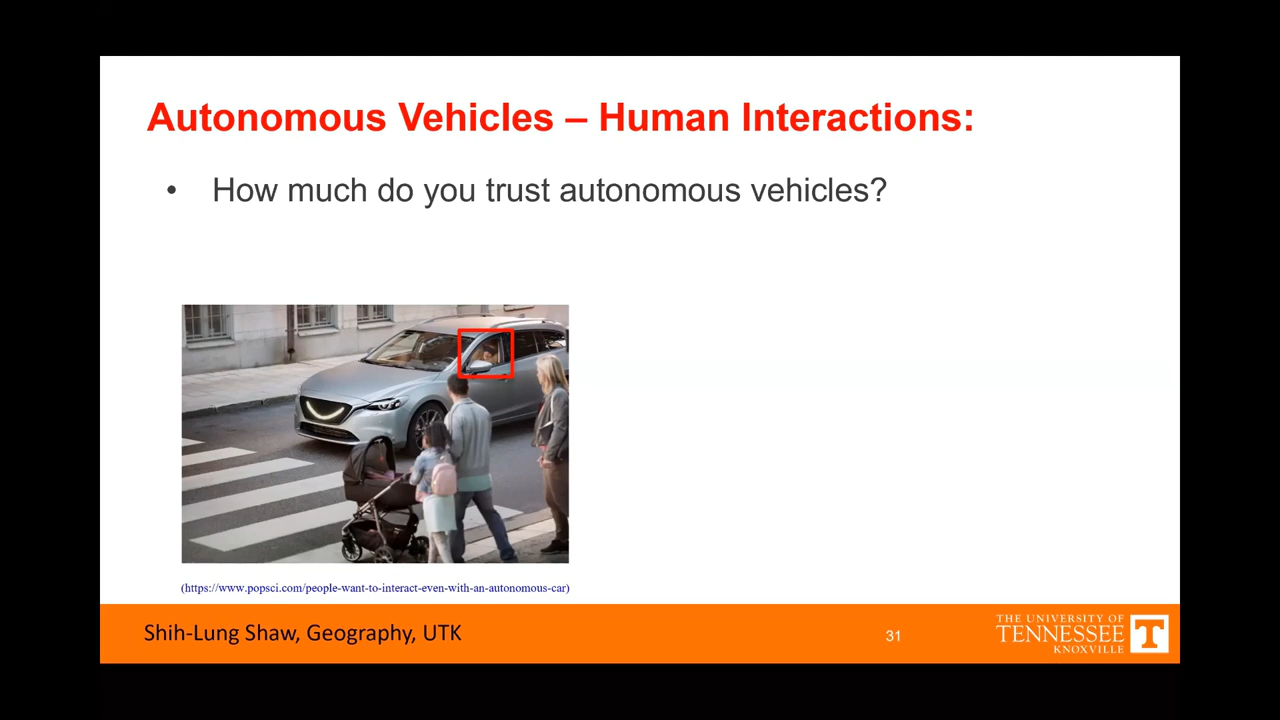 Autonomous Vehicles – Human Interactions:
• How much do you trust autonomous vehicles?
(https://www.popsci.com/people-want-to-interact-even-with-an-autonomous-car)
Shih-Lung Shaw, Geography, UTK
31
THE UNIVERSITY OF
TENNESSEE
KNOXVILLE
T